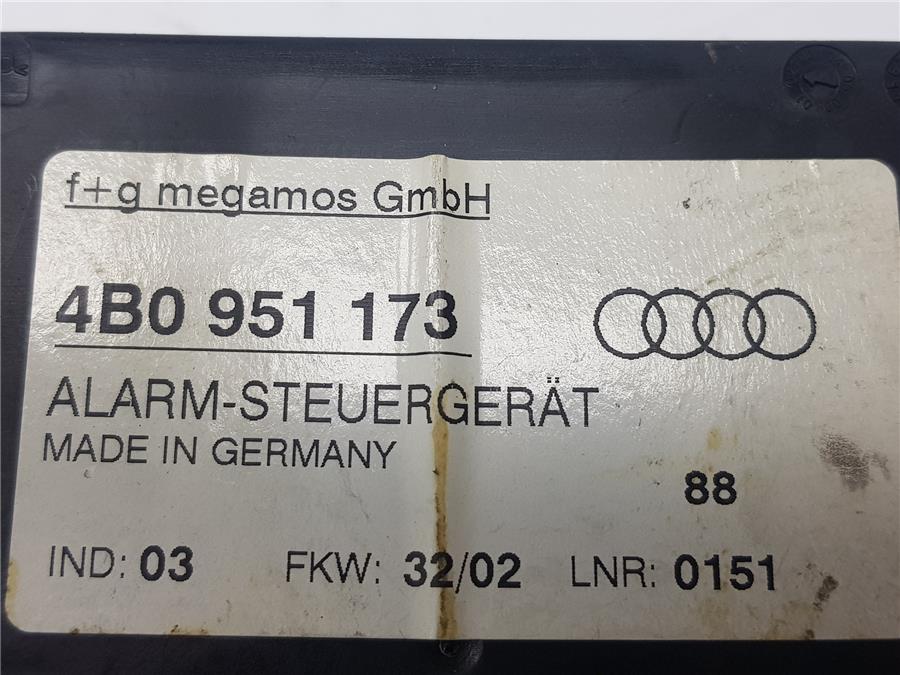 f+g megamos GmbH
4B0 951 173
ALARM-STEUERGERÄT
MADE IN GERMANY
88
IND: 03 FKW: 32/02 LNR: 0151